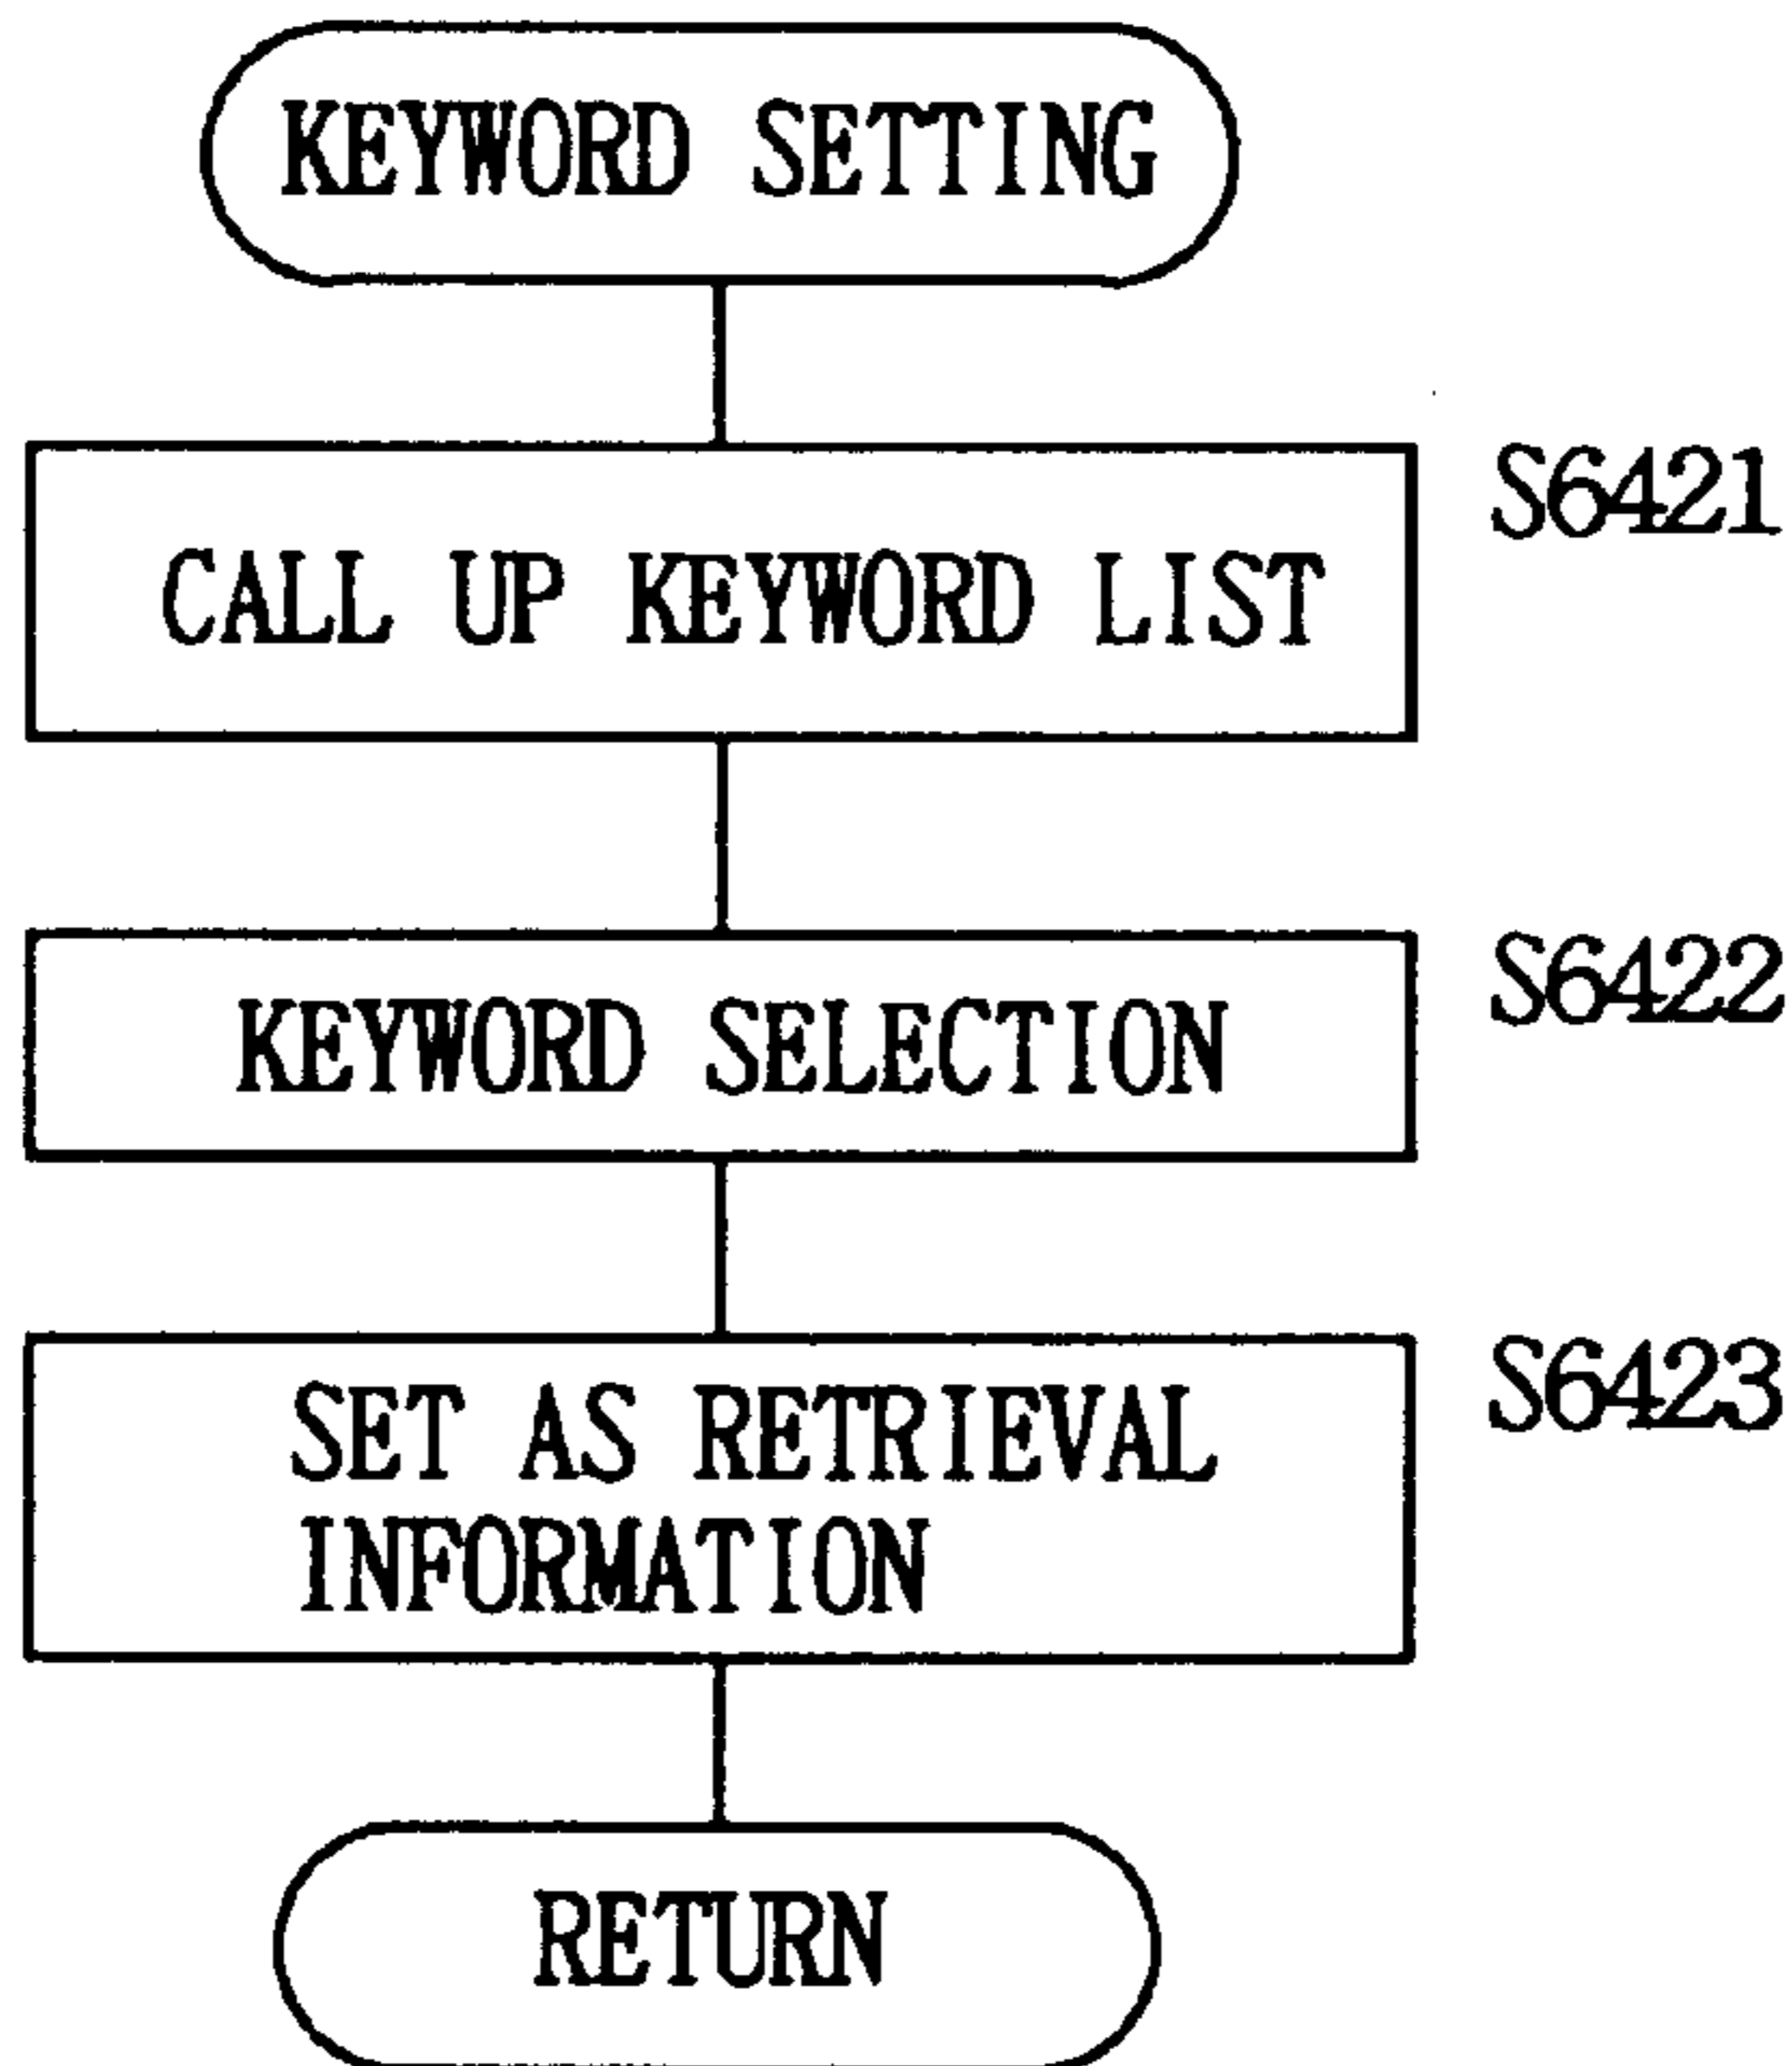 KEYWORD SETTING
S6421
CALL UP KEYWORD LIST
S6422
KEYWORD SELECTION
S6423
SET AS RETRIEVAL
INFORMATION
RETURN